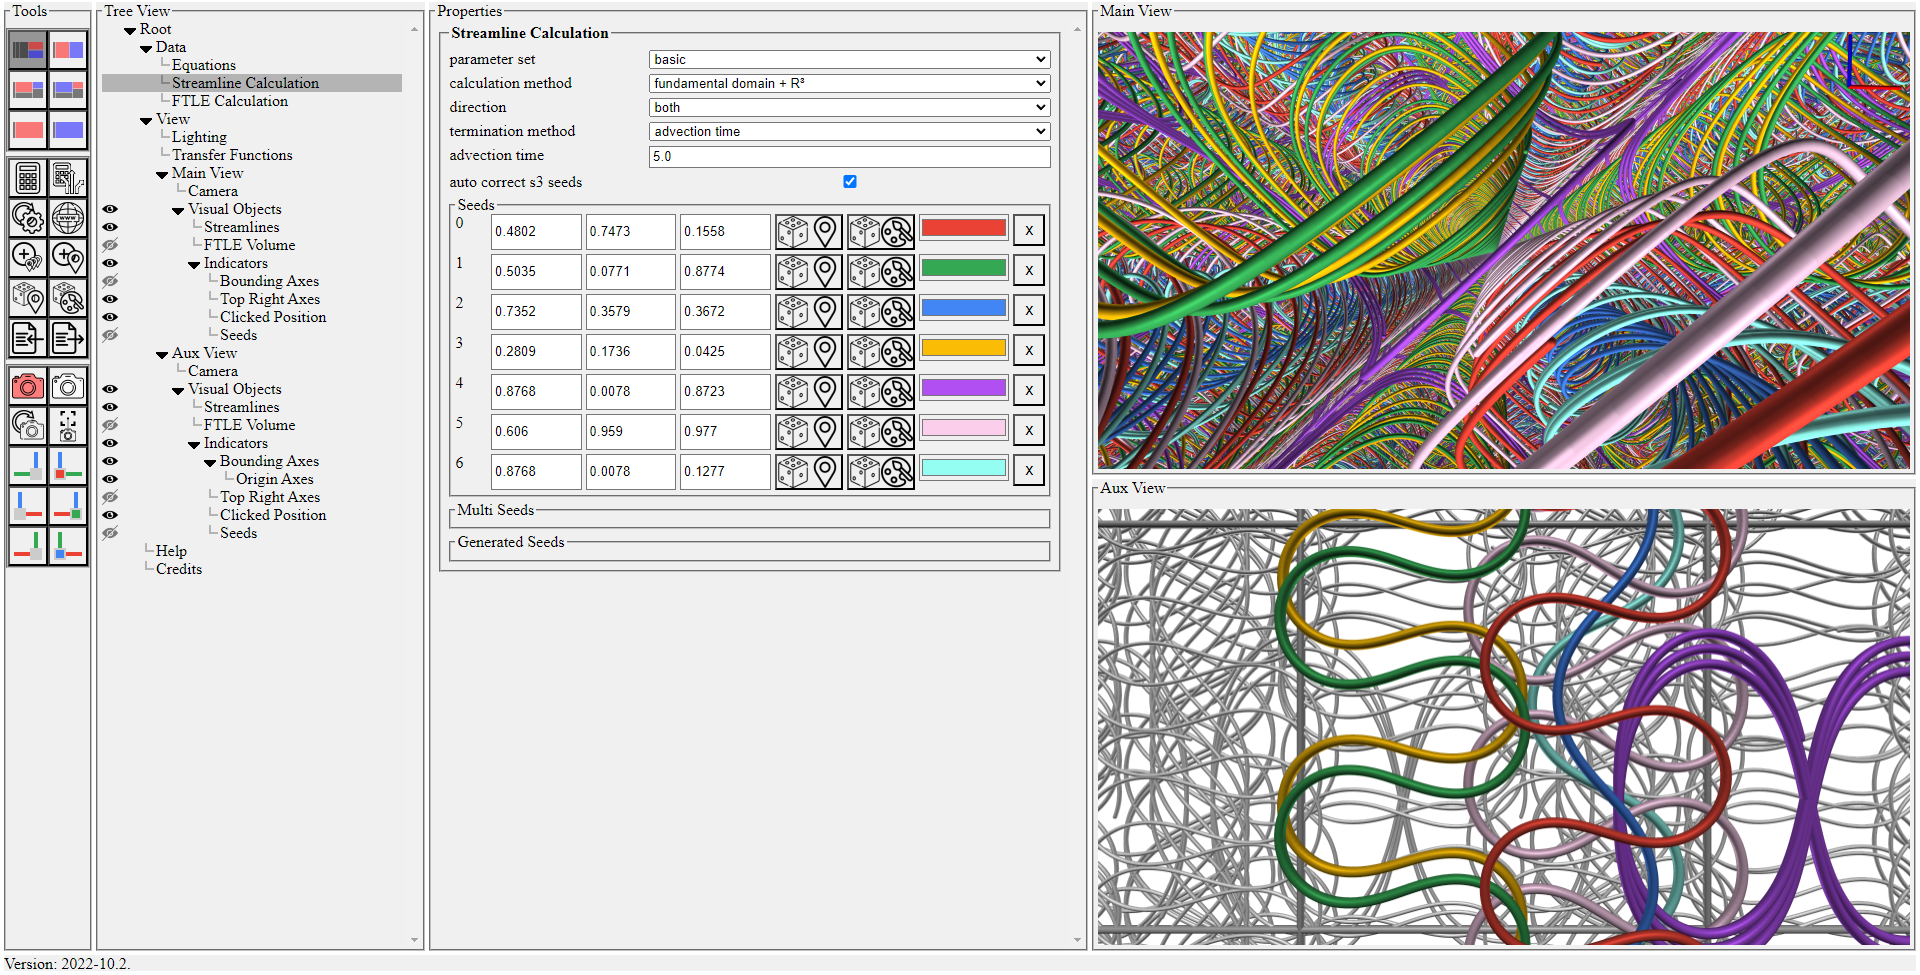 Tools
Tree View
Root
Data
Equations
Streamline Calculation
FTLE Calculation
View
Lighting
Transfer Functions
Main View
Camera
Visual Objects
Streamlines
FTLE Volume
Indicators
Bounding Axes
Top Right Axes
Clicked Position
Seeds
Aux View
Camera
Visual Objects
Streamlines
FTLE Volume
Indicators
Bounding Axes
Origin Axes
Top Right Axes
Clicked Position
Seeds
Help
Credits
Properties
Streamline Calculation
parameter set basic
calculation method fundamental domain + R³
direction both
termination method advection time
advection time 5.0
auto correct s3 seeds
Seeds
0 0.4802 0.7473 0.1558 X
1 0.5035 0.0771 0.8774 X
2 0.7352 0.3579 0.3672 X
3 0.2809 0.1736 0.0425 X
4 0.8768 0.0078 0.8723 X
5 0.606 0.959 0.977 X
6 0.8768 0.0078 0.1277 X
Multi Seeds
Generated Seeds
Main View
Aux View
Version: 2022-10.2.